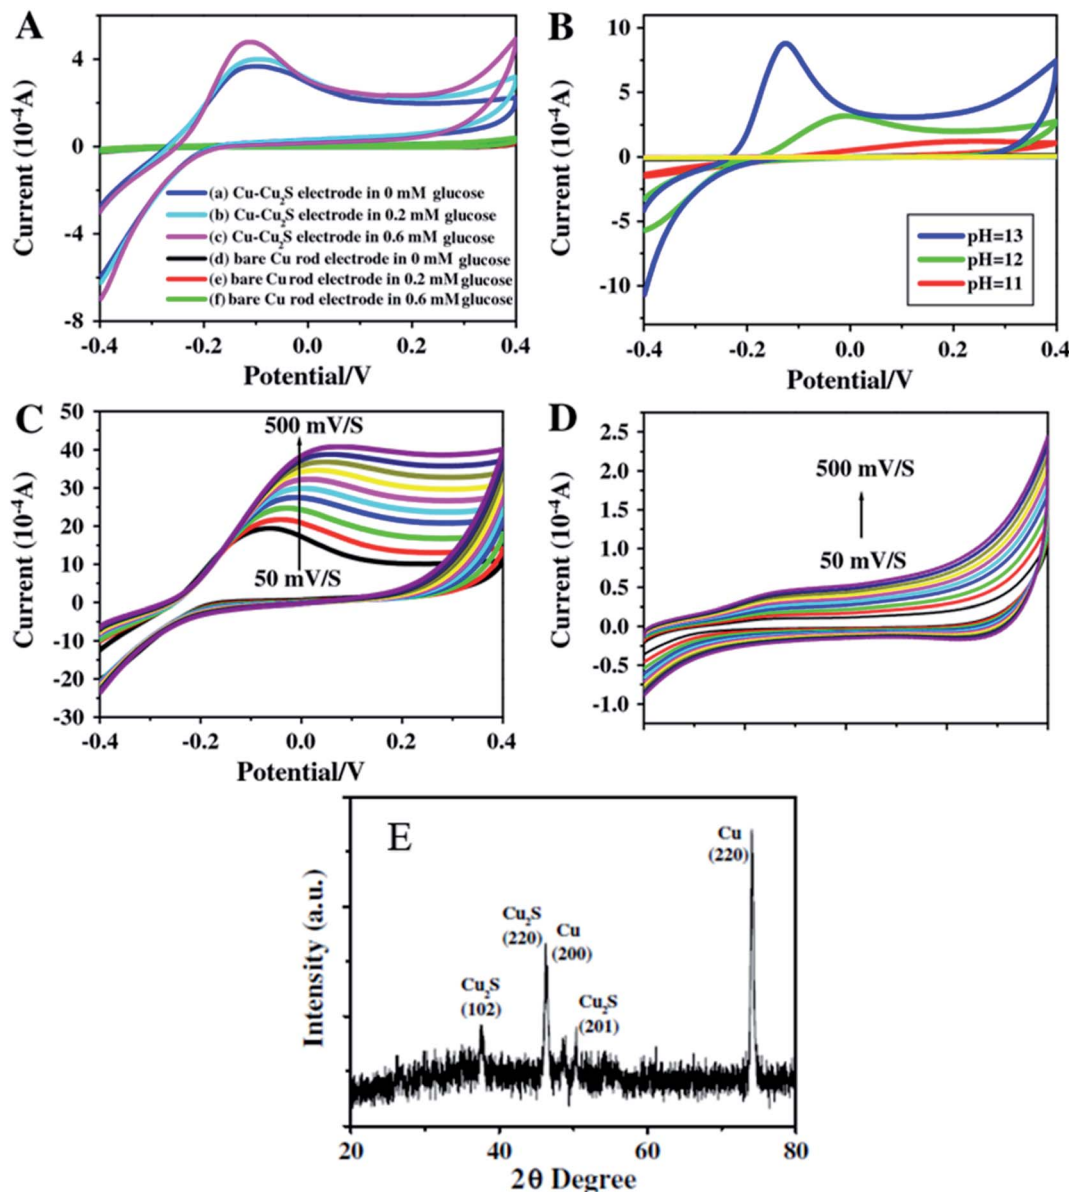 A
B
Current (10⁻⁴A)
4
0
-4
-8
(a) Cu-Cu₂S electrode in 0 mM glucose
(b) Cu-Cu₂S electrode in 0.2 mM glucose
(c) Cu-Cu₂S electrode in 0.6 mM glucose
(d) bare Cu rod electrode in 0 mM glucose
(e) bare Cu rod electrode in 0.2 mM glucose
(f) bare Cu rod electrode in 0.6 mM glucose
-0.4 -0.2 0.0 0.2 0.4
Potential/V
Current (10⁻⁴A)
10
5
0
-5
-10
pH=13
pH=12
pH=11
-0.4 -0.2 0.0 0.2 0.4
Potential/V
C
D
Current (10⁻⁴A)
50
40
30
20
10
0
-10
-20
-30
500 mV/S
50 mV/S
-0.4 -0.2 0.0 0.2 0.4
Potential/V
Current (10⁻⁴A)
2.5
2.0
1.5
1.0
0.5
0.0
-0.5
-1.0
500 mV/S
50 mV/S
E
Intensity (a.u.)
Cu₂S
(102)
Cu₂S
(220)
Cu
(200)
Cu₂S
(201)
Cu
(220)
20 40 60 80
2θ Degree